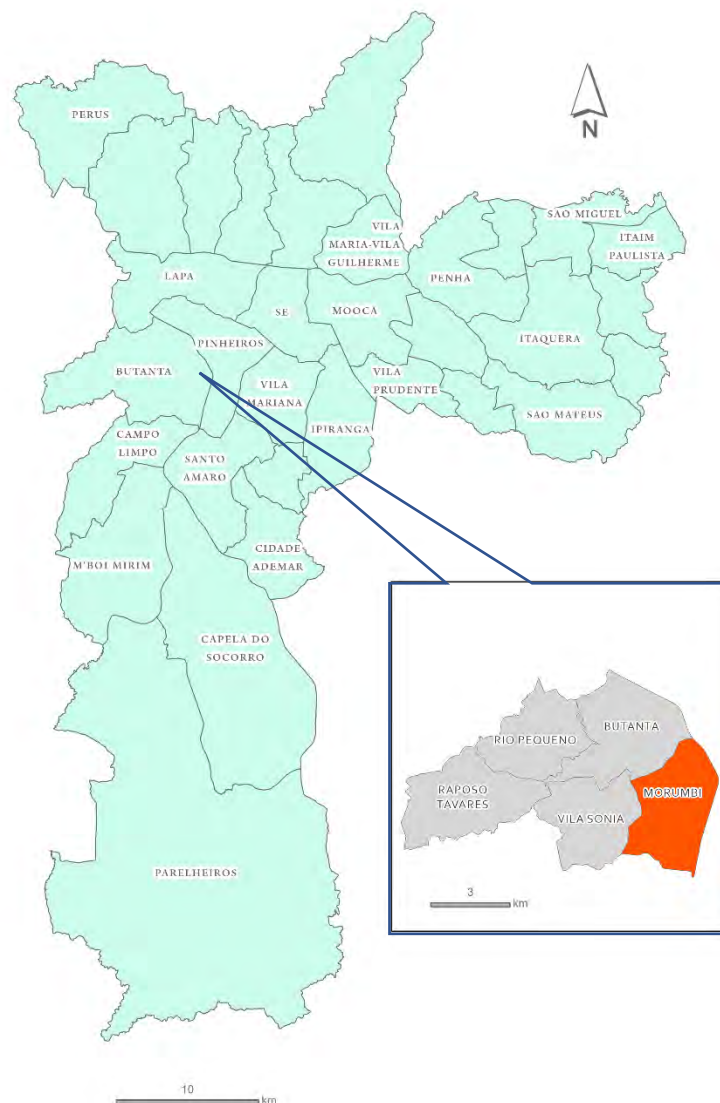 N
PERUS
SAO MIGUEL
VILA
MARIA-VILA
GUILHERME
ITAIM
PAULISTA
LAPA
PENHA
SE
MOOCA
PINHEIROS
ITAQUERA
BUTANTA
VILA
MARIANA
VILA
PRUDENTE
SAO MATEUS
CAMPO
LIMPO
IPIRANGA
SANTO
AMARO
CIDADE
ADEMAR
M'BOI MIRIM
CAPELA DO
SOCORRO
PARELHEIROS
BUTANTA
RIO PEQUENO
RAPOSO
TAVARES
MORUMBI
VILA SONIA
3
km
10
km